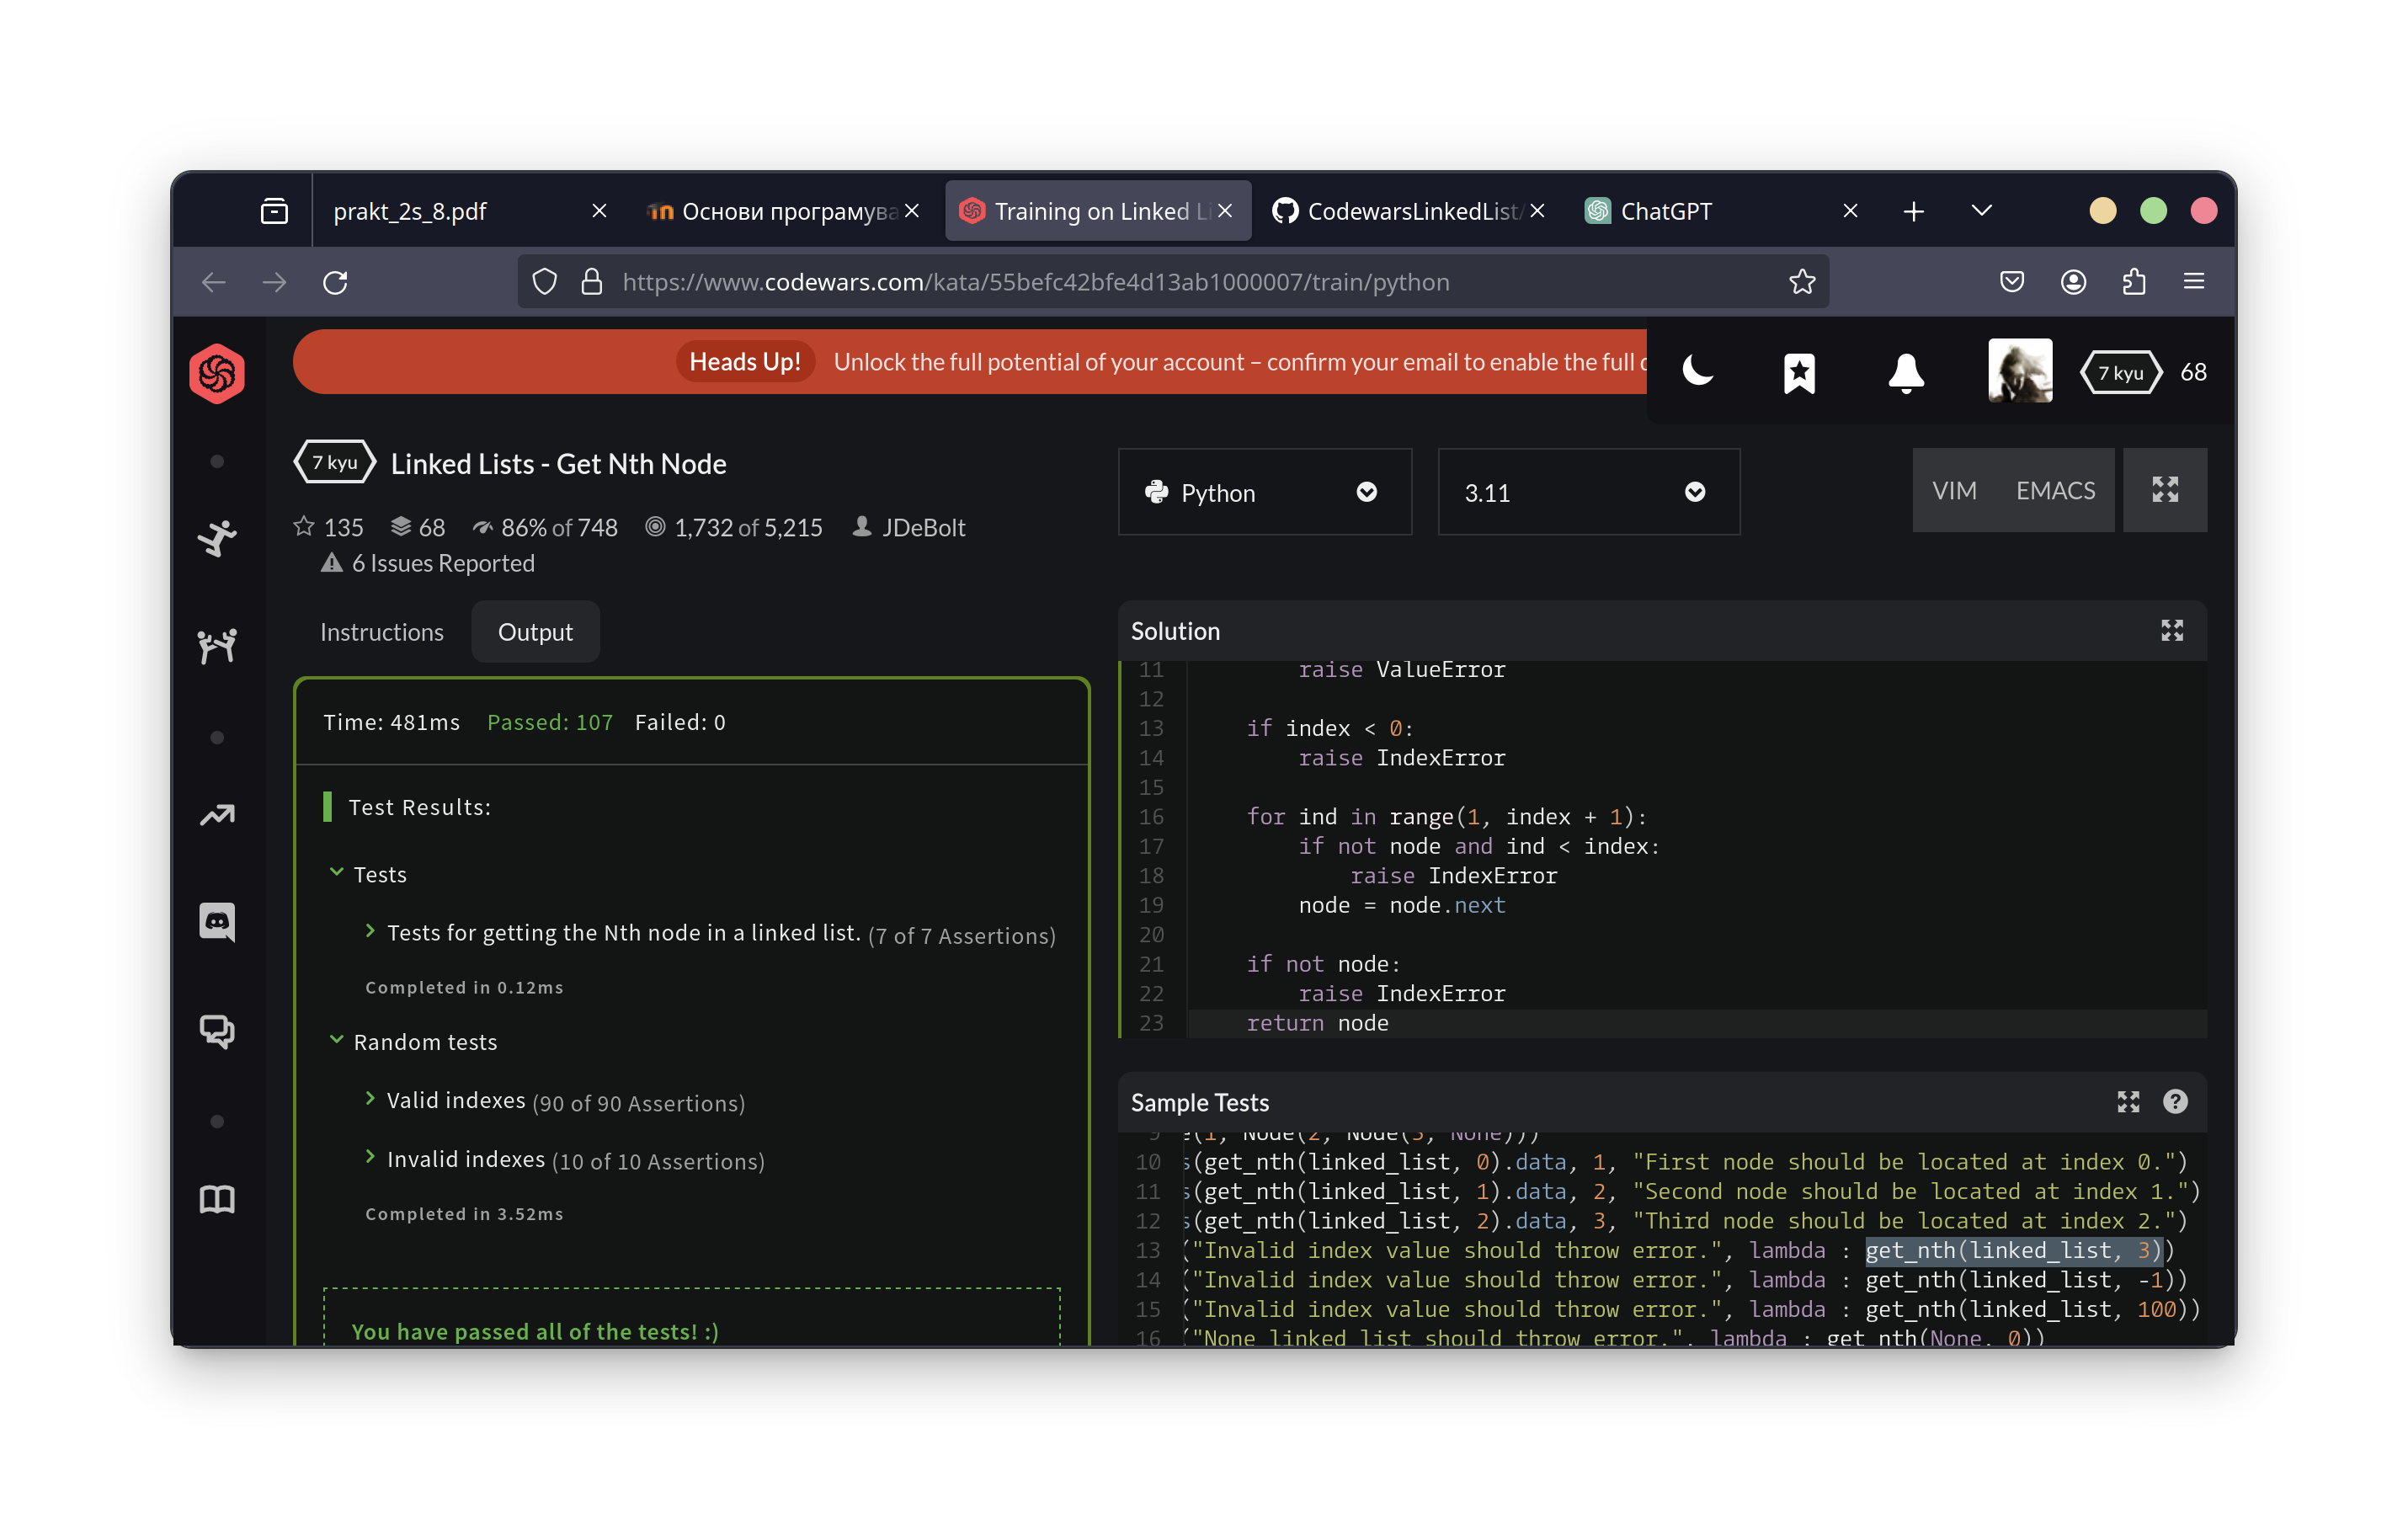 prakt_2s_8.pdf
Основи програмува
Training on Linked Li
CodewarsLinkedList/
ChatGPT
https://www.codewars.com/kata/55befc42bfe4d13ab1000007/train/python
Heads Up! Unlock the full potential of your account – confirm your email to enable the full
7 kyu 68
7 kyu Linked Lists - Get Nth Node
135 68 86% of 748 1,732 of 5,215 JDeBolt
6 Issues Reported
Python
3.11
VIM EMACS
Instructions Output
Time: 481ms Passed: 107 Failed: 0
Test Results:
Tests
Tests for getting the Nth node in a linked list. (7 of 7 Assertions)
Completed in 0.12ms
Random tests
Valid indexes (90 of 90 Assertions)
Invalid indexes (10 of 10 Assertions)
Completed in 3.52ms
You have passed all of the tests! :)
Solution
11 raise ValueError
12
13 if index < 0:
14 raise IndexError
15
16 for ind in range(1, index + 1):
17 if not node and ind < index:
18 raise IndexError
19 node = node.next
20
21 if not node:
22 raise IndexError
23 return node
Sample Tests
9 e(1, Node(2, Node(3, None)))
10 s(get_nth(linked_list, 0).data, 1, "First node should be located at index 0.")
11 s(get_nth(linked_list, 1).data, 2, "Second node should be located at index 1.")
12 s(get_nth(linked_list, 2).data, 3, "Third node should be located at index 2.")
13 ("Invalid index value should throw error.", lambda : get_nth(linked_list, 3))
14 ("Invalid index value should throw error.", lambda : get_nth(linked_list, -1))
15 ("Invalid index value should throw error.", lambda : get_nth(linked_list, 100))
16 ("None linked list should throw error.", lambda : get_nth(None, 0))